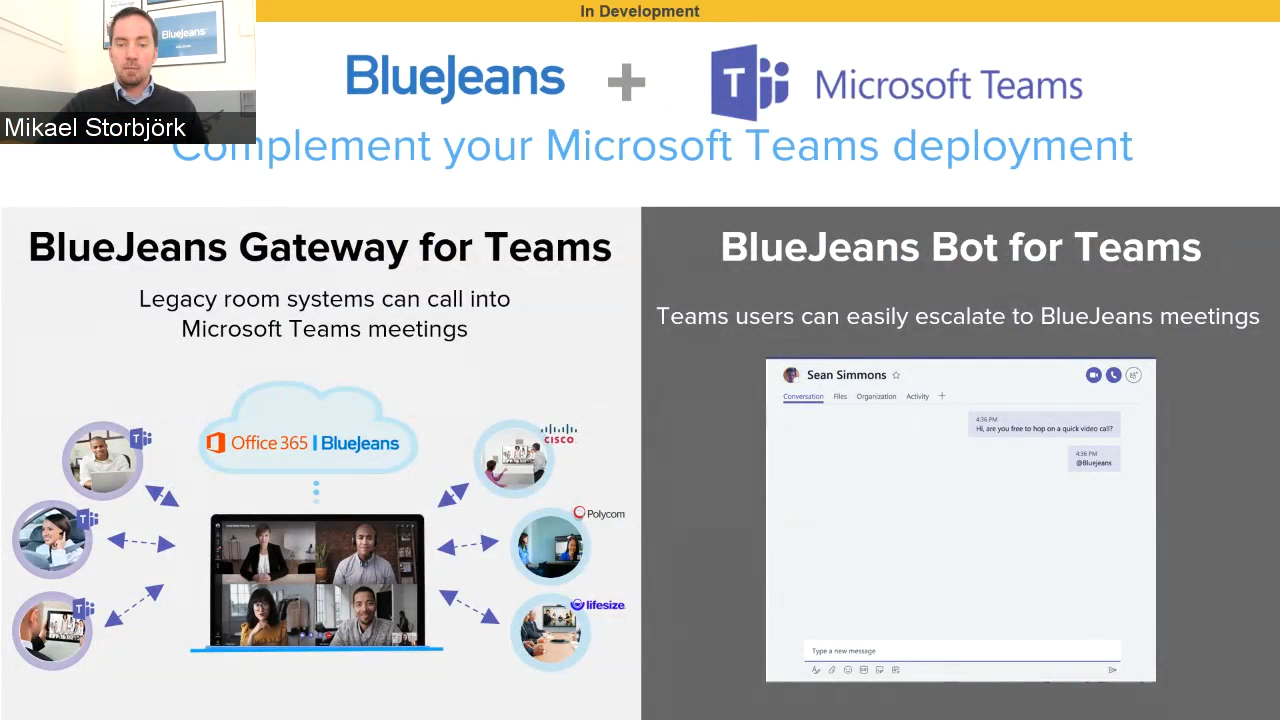 In Development
BlueJeans
Mikael Storbjörk
BlueJeans + Microsoft Teams
Complement your Microsoft Teams deployment
BlueJeans Gateway for Teams
Legacy room systems can call into
Microsoft Teams meetings
Office 365 | BlueJeans
CISCO
Polycom
lifesize
BlueJeans Bot for Teams
Teams users can easily escalate to BlueJeans meetings
Sean Simmons
Conversation Files Organization Activity +
4:36 PM
Hi, are you free to hop on a quick video call?
4:36 PM
@Bluejeans
Type a new message